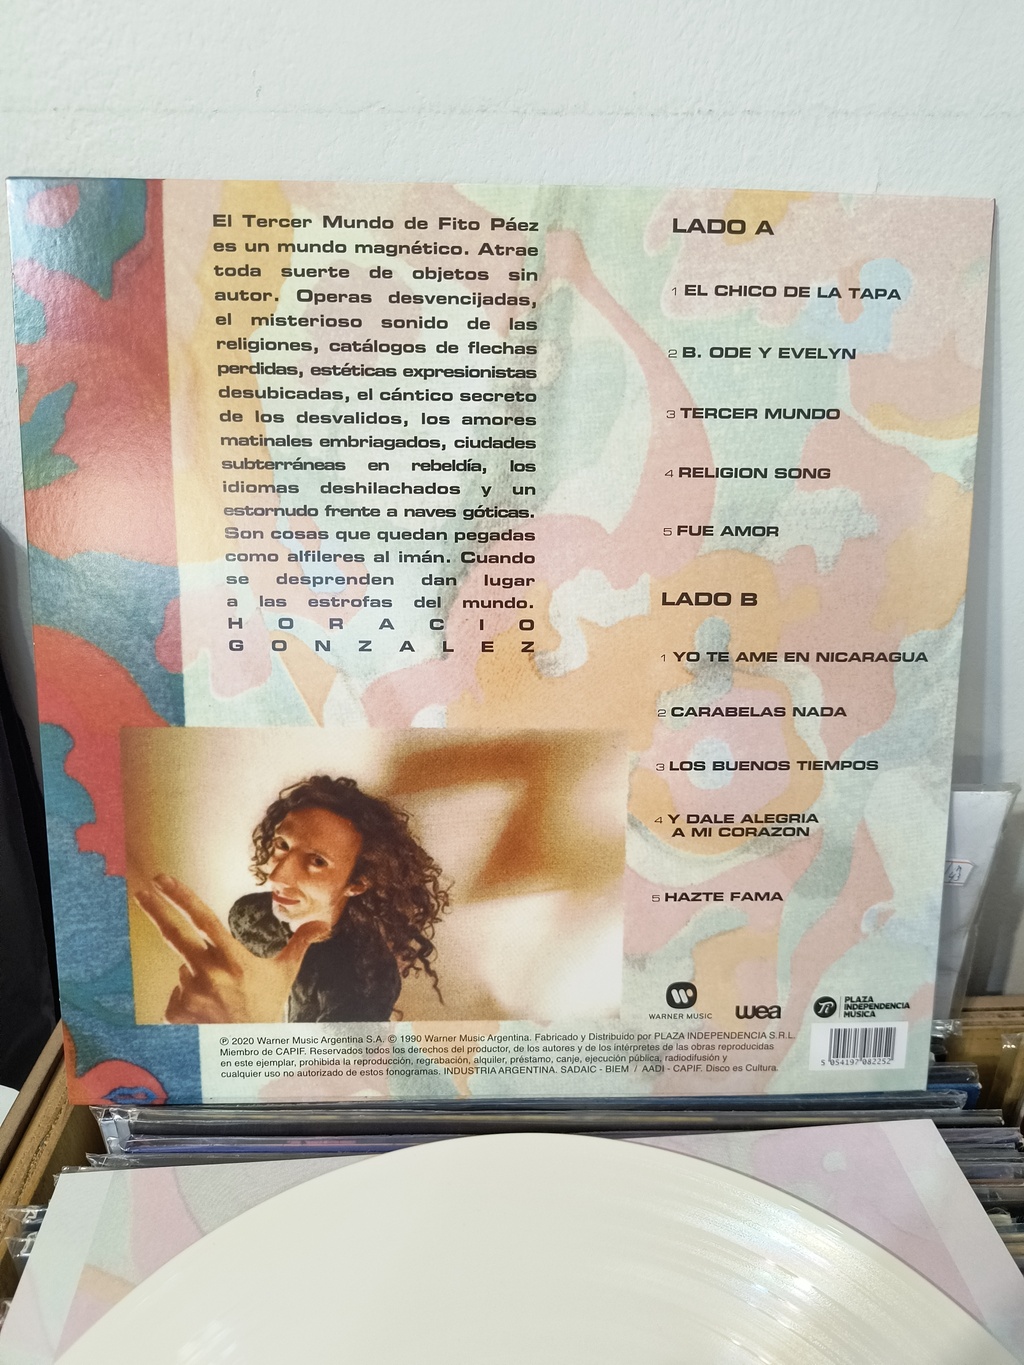 El Tercer Mundo de Fito Páez
es un mundo magnético. Atrae
toda suerte de objetos sin
autor. Operas desvencijadas,
el misterioso sonido de las
religiones, catálogos de flechas
perdidas, estéticas expresionistas
desubicadas, el cántico secreto
de los desvalidos, los amores
matinales embriagados, ciudades
subterráneas en rebeldía, los
idiomas deshilachados y un
estornudo frente a naves góticas.
Son cosas que quedan pegadas
como alfileres al imán. Cuando
se desprenden dan lugar
a las estrofas del mundo.
HORACIO
GONZALEZ
LADO A
1 EL CHICO DE LA TAPA
2 B. ODE Y EVELYN
3 TERCER MUNDO
4 RELIGION SONG
5 FUE AMOR
LADO B
1 YO TE AME EN NICARAGUA
2 CARABELAS NADA
3 LOS BUENOS TIEMPOS
4 Y DALE ALEGRIA
A MI CORAZON
5 HAZTE FAMA
WARNER MUSIC
wea
PLAZA
INDEPENDENCIA
MUSICA
℗ 2020 Warner Music Argentina S.A. © 1990 Warner Music Argentina. Fabricado y Distribuido por PLAZA INDEPENDENCIA S.R.L.
Miembro de CAPIF. Reservados todos los derechos del productor, de los autores y de los intérpretes de las obras reproducidas
en este ejemplar, prohibida la reproducción, regrabación, alquiler, préstamo, canje, ejecución pública, radiodifusión y
cualquier uso no autorizado de estos fonogramas. INDUSTRIA ARGENTINA. SADAIC - BIEM / AADI - CAPIF. Disco es Cultura.
5 054197 082252